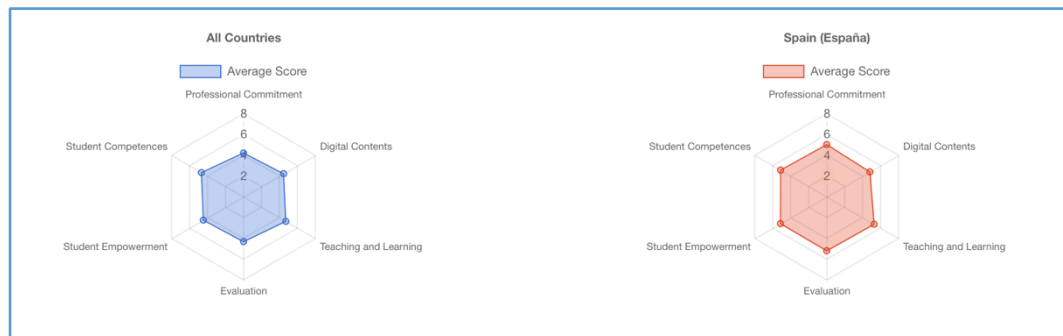 All Countries
Average Score
Professional Commitment
8
6
4
2
Student Competences
Digital Contents
Student Empowerment
Teaching and Learning
Evaluation
Spain (España)
Average Score
Professional Commitment
8
6
4
2
Student Competences
Digital Contents
Student Empowerment
Teaching and Learning
Evaluation